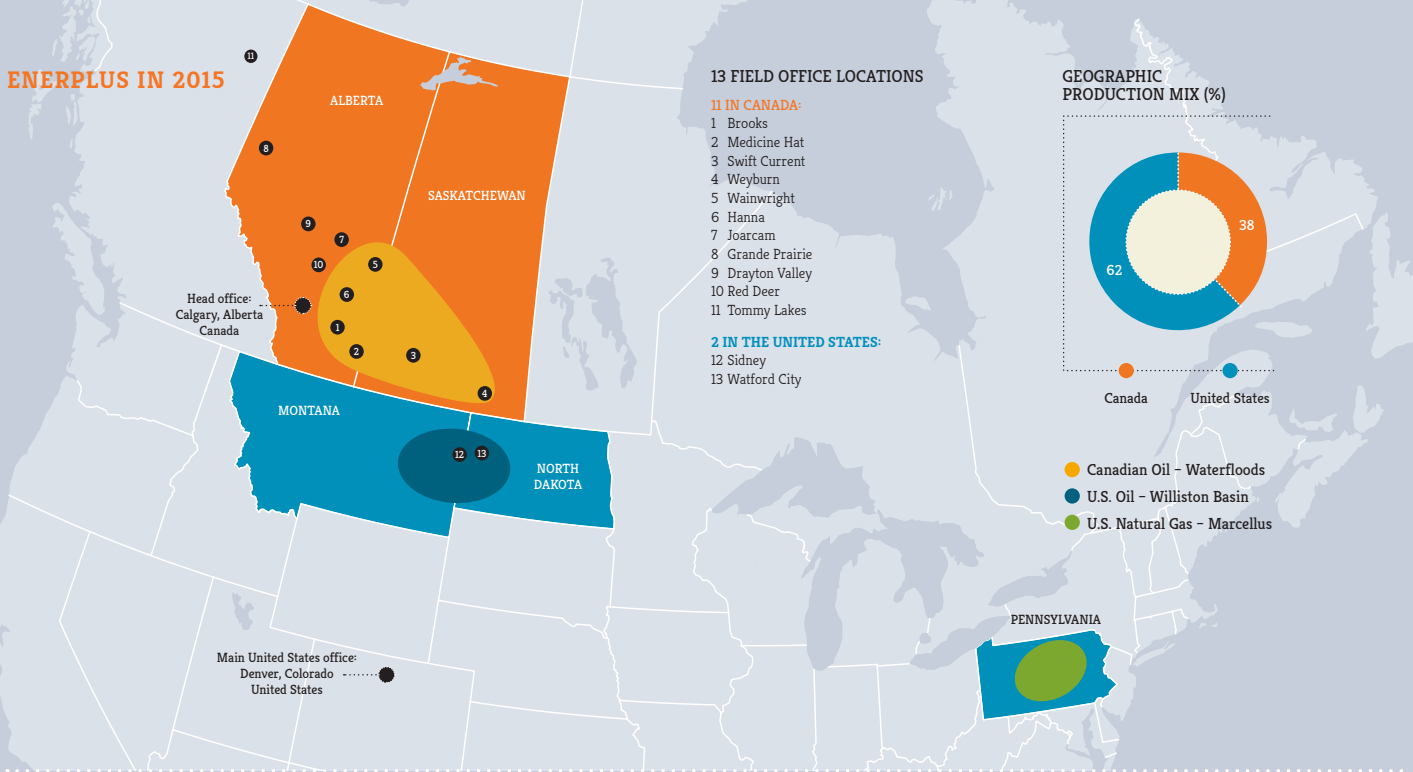 ENERPLUS IN 2015
11
ALBERTA
8
SASKATCHEWAN
9
7
10
5
6
Head office:
Calgary, Alberta
Canada
1
2
3
4
MONTANA
12
13
NORTH
DAKOTA
Main United States office:
Denver, Colorado
United States
13 FIELD OFFICE LOCATIONS
11 IN CANADA:
1 Brooks
2 Medicine Hat
3 Swift Current
4 Weyburn
5 Wainwright
6 Hanna
7 Joarcam
8 Grande Prairie
9 Drayton Valley
10 Red Deer
11 Tommy Lakes
2 IN THE UNITED STATES:
12 Sidney
13 Watford City
GEOGRAPHIC
PRODUCTION MIX (%)
38
62
Canada
United States
Canadian Oil – Waterfloods
U.S. Oil – Williston Basin
U.S. Natural Gas – Marcellus
PENNSYLVANIA